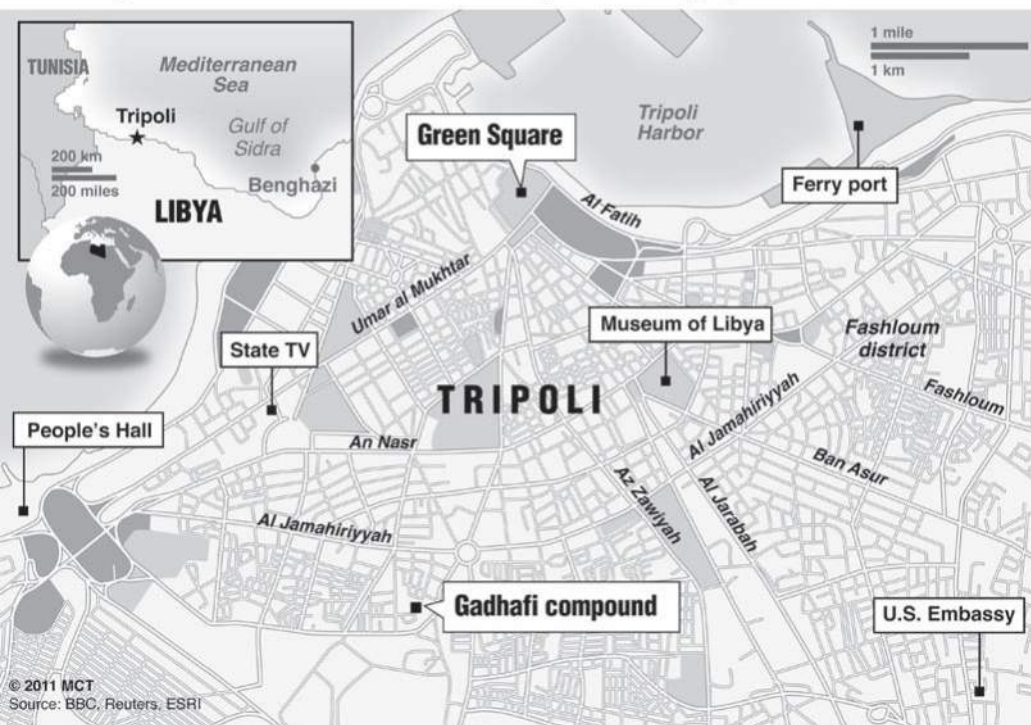 TUNISIA
Mediterranean
Sea
Tripoli
Gulf of
Sidra
200 km
200 miles
Benghazi
LIBYA
1 mile
1 km
Tripoli
Harbor
Green Square
Ferry port
Al Fatih
Umar al Mukhtar
State TV
Museum of Libya
Fashloum
district
TRIPOLI
Fashloum
People's Hall
An Nasr
Al Jamahiriyyah
Ban Asur
Az Zawiyah
Al Jarabah
Al Jamahiriyyah
Gadhafi compound
U.S. Embassy
© 2011 MCT
Source: BBC, Reuters, ESRI